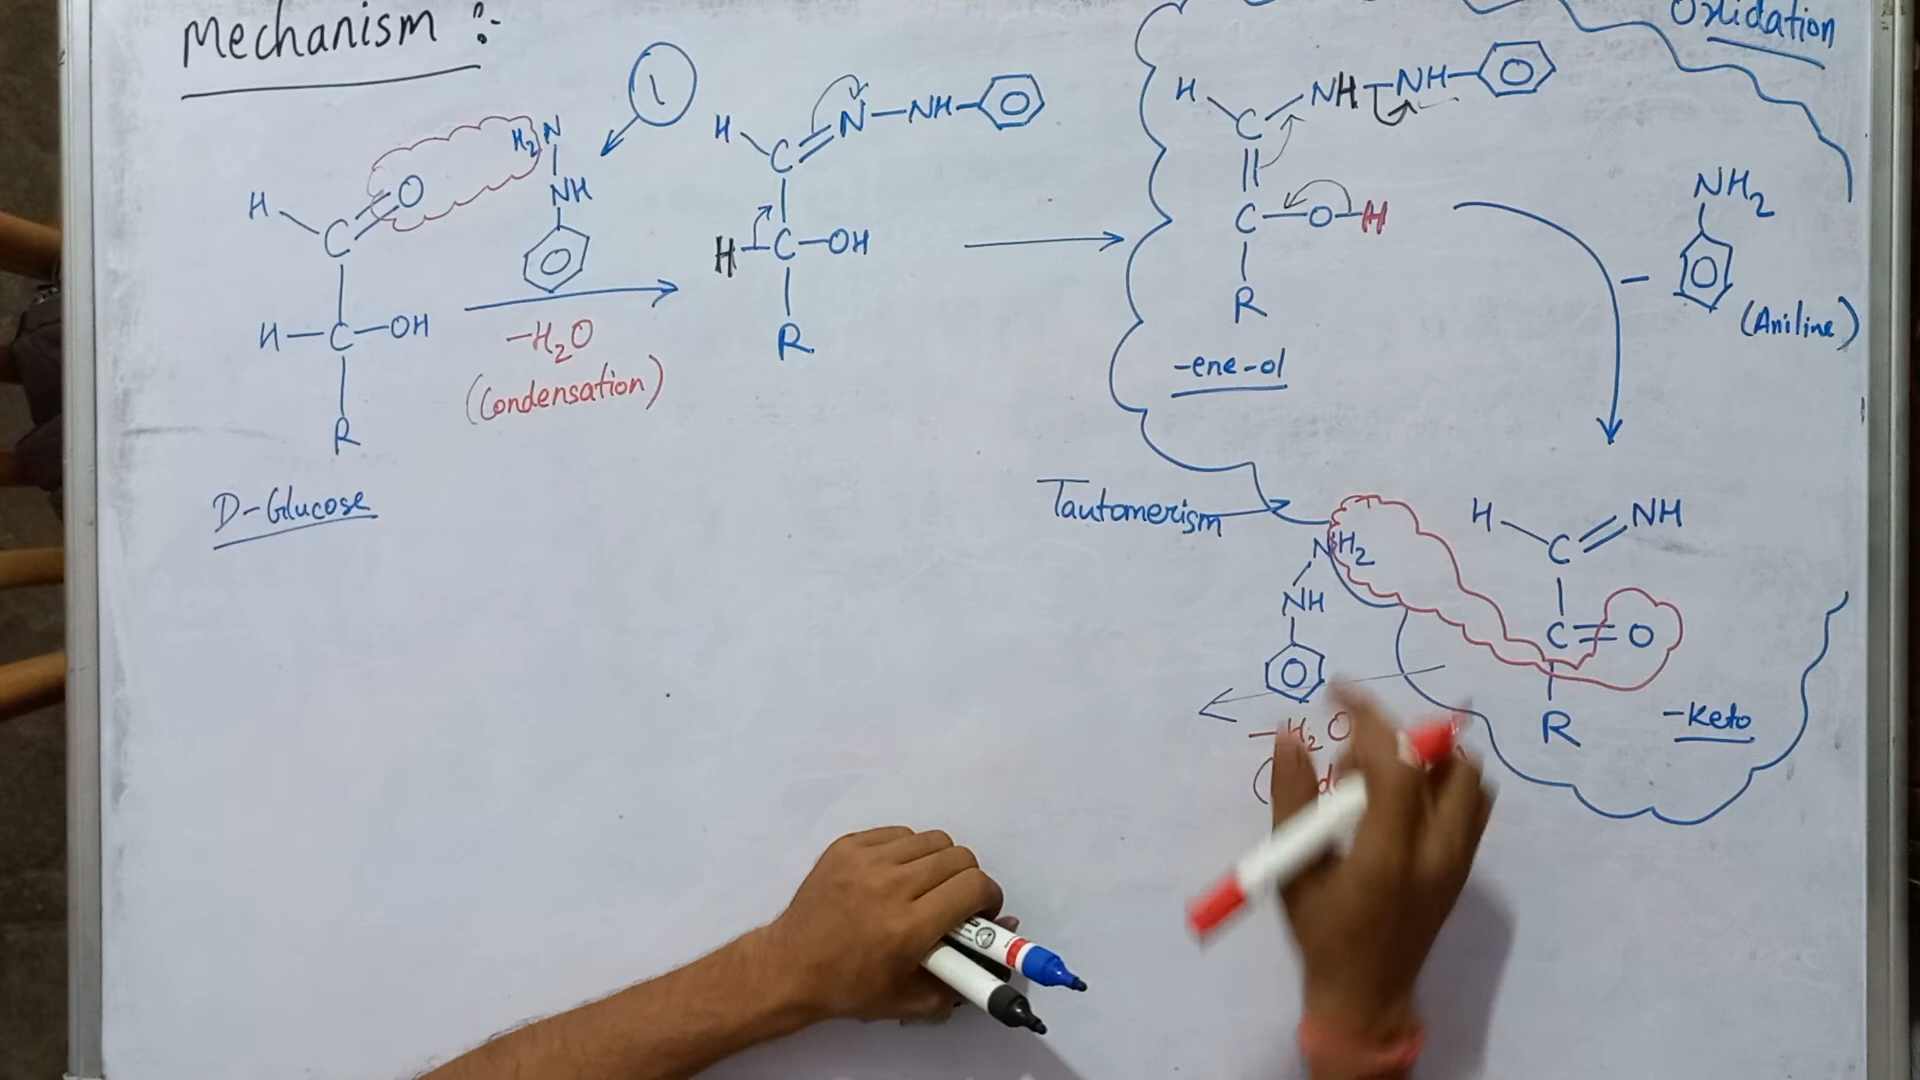 Mechanism :-
Oxidation
1
H C O
H2N
NH
H—C—OH
R
D-Glucose
—H2O
(Condensation)
H C N—NH
H C—OH
R
H C NH—NH
C—O—H
R
-ene-ol
NH2
—
(Aniline)
Tautomerism
NH2
NH
—H2O
H C NH
C=O
R
-Keto